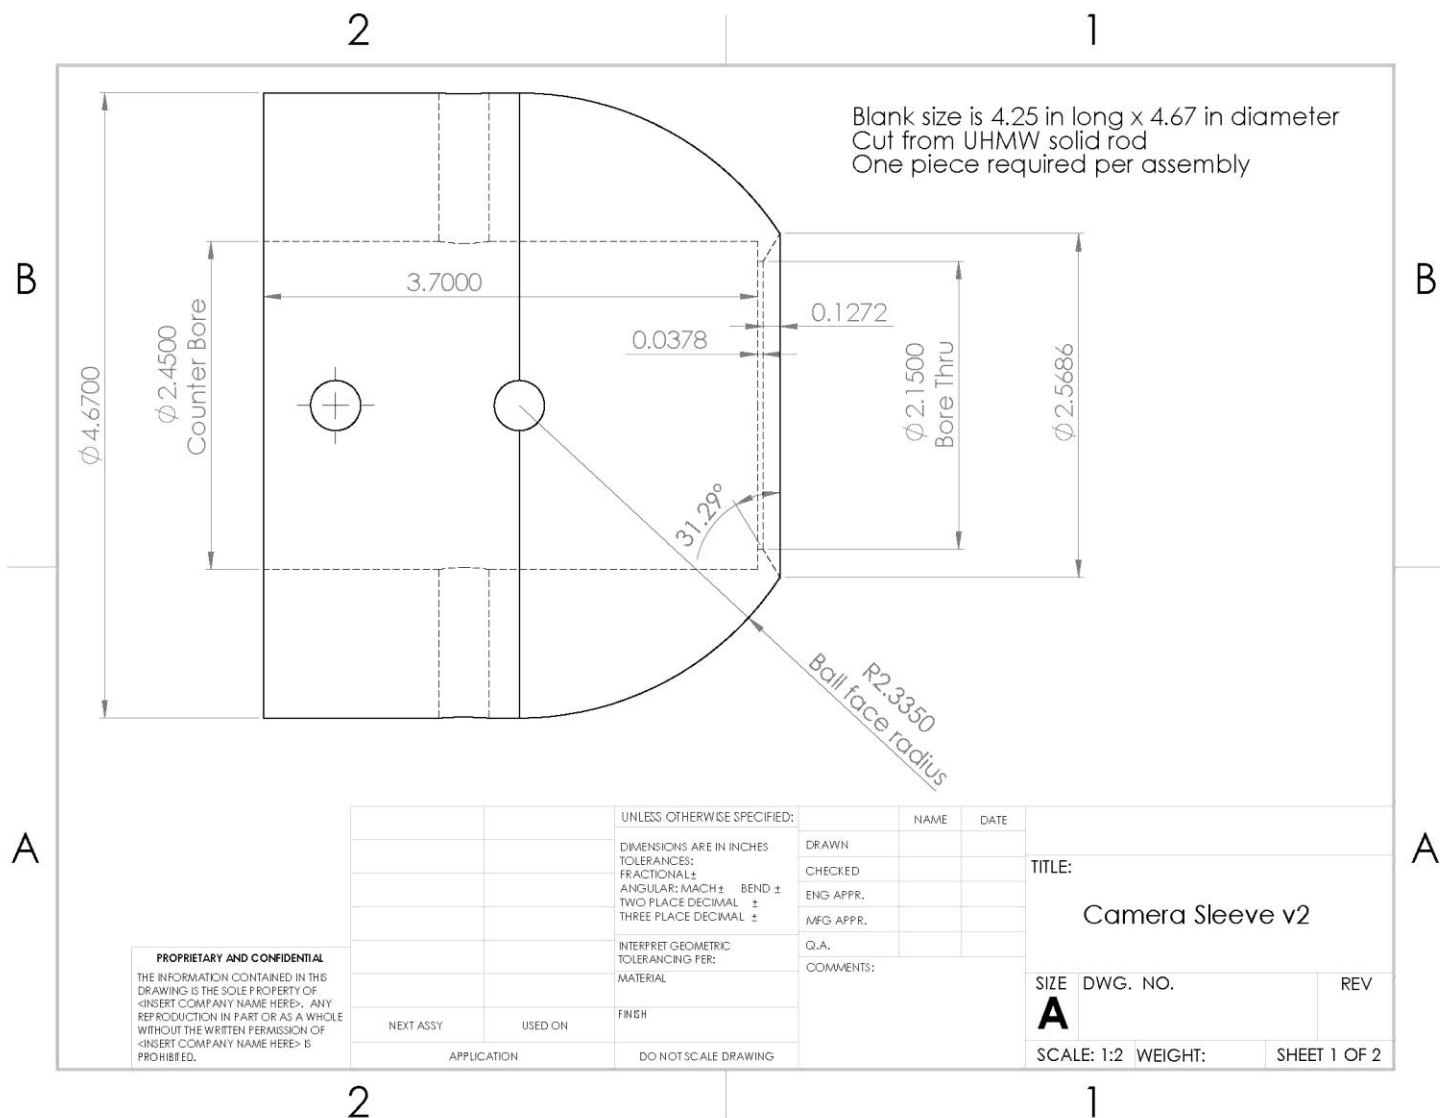 2
1
Blank size is 4.25 in long x 4.67 in diameter
Cut from UHMW solid rod
One piece required per assembly
B
B
3.7000
0.1272
0.0378
⌀2.4500
Counter Bore
⌀4.6700
⌀2.1500
Bore Thru
⌀2.5686
31.29°
R2.3350
Ball face radius
A
A
UNLESS OTHERWISE SPECIFIED:
DIMENSIONS ARE IN INCHES
TOLERANCES:
FRACTIONAL±
ANGULAR: MACH± BEND ±
TWO PLACE DECIMAL ±
THREE PLACE DECIMAL ±
INTERPRET GEOMETRIC
TOLERANCING PER:
MATERIAL
FINISH
DO NOT SCALE DRAWING
NAME DATE
DRAWN
CHECKED
ENG APPR.
MFG APPR.
Q.A.
COMMENTS:
TITLE:
Camera Sleeve v2
SIZE DWG. NO. REV
A
SCALE: 1:2 WEIGHT: SHEET 1 OF 2
PROPRIETARY AND CONFIDENTIAL
THE INFORMATION CONTAINED IN THIS
DRAWING IS THE SOLE PROPERTY OF
<INSERT COMPANY NAME HERE>. ANY
REPRODUCTION IN PART OR AS A WHOLE
WITHOUT THE WRITTEN PERMISSION OF
<INSERT COMPANY NAME HERE> IS
PROHIBITED.
NEXT ASSY USED ON
APPLICATION
2
1